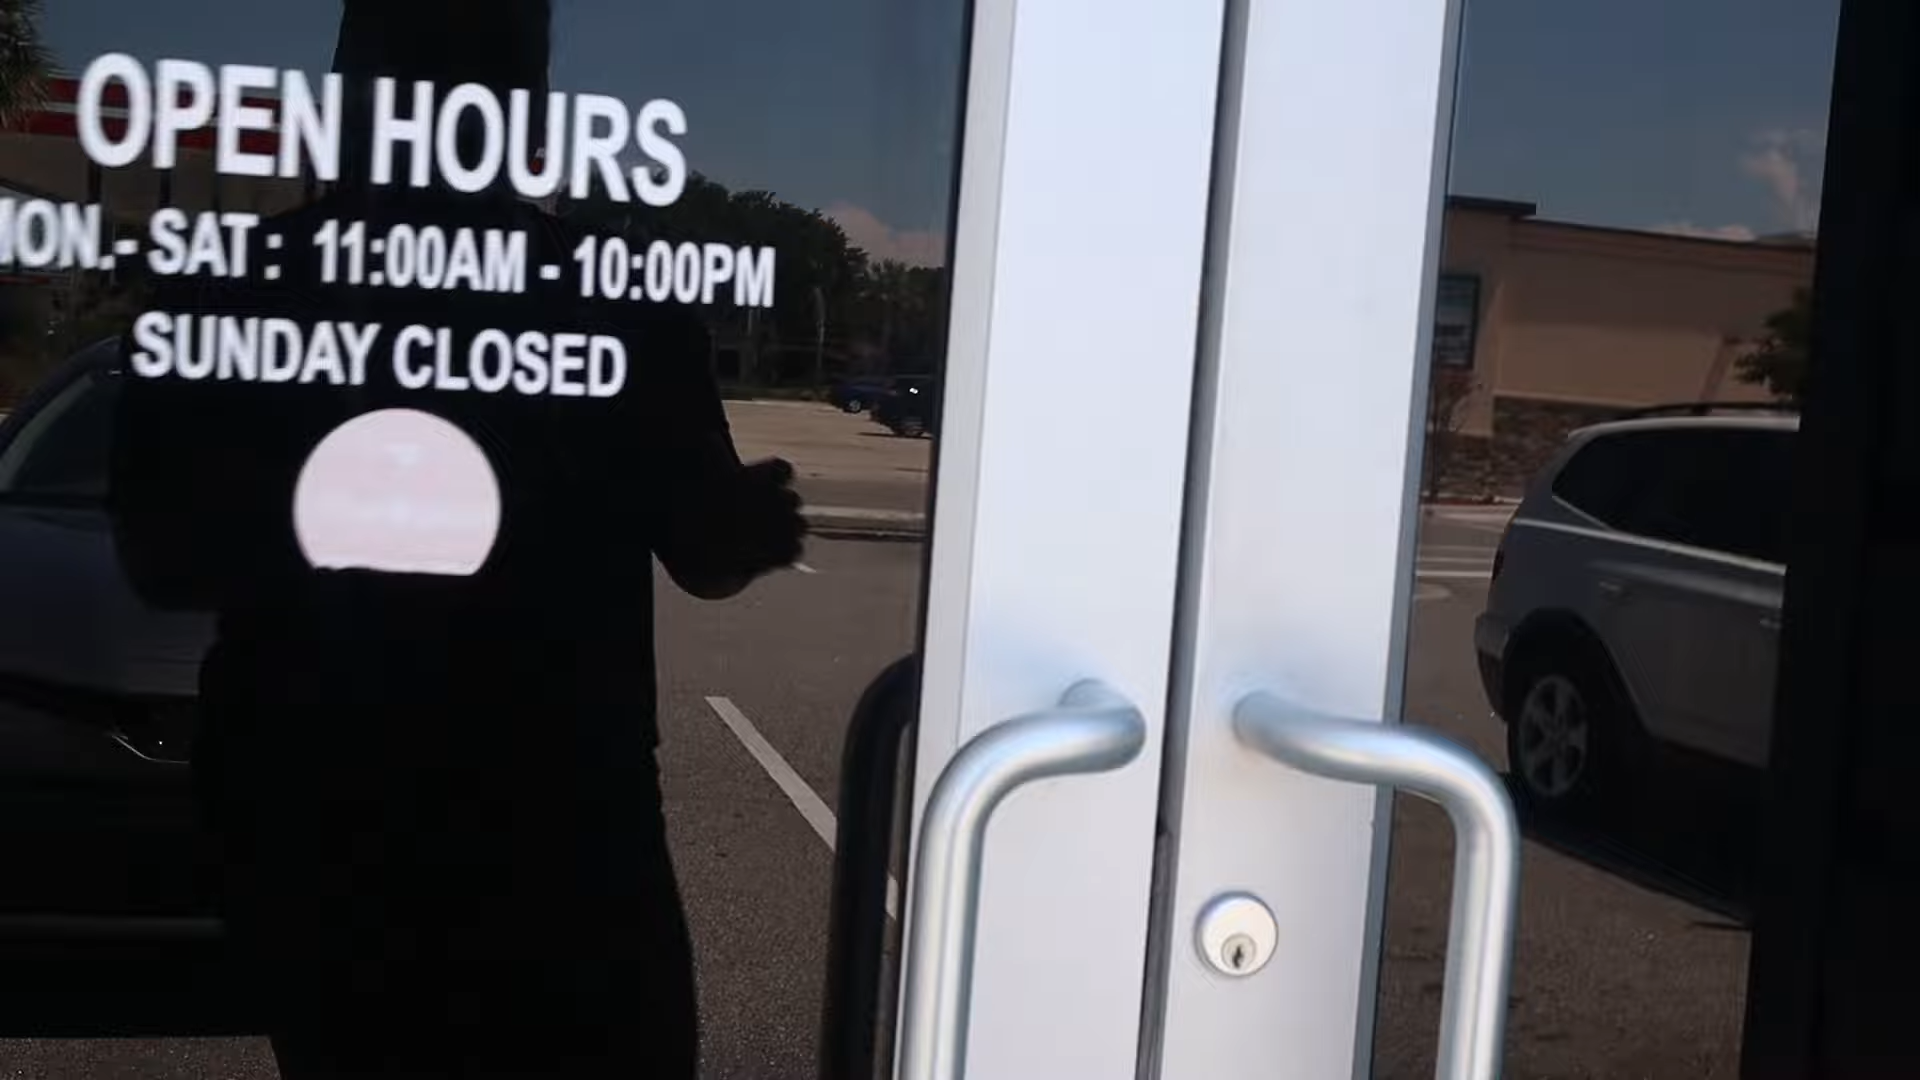 OPEN HOURS
MON.- SAT: 11:00AM - 10:00PM
SUNDAY CLOSED